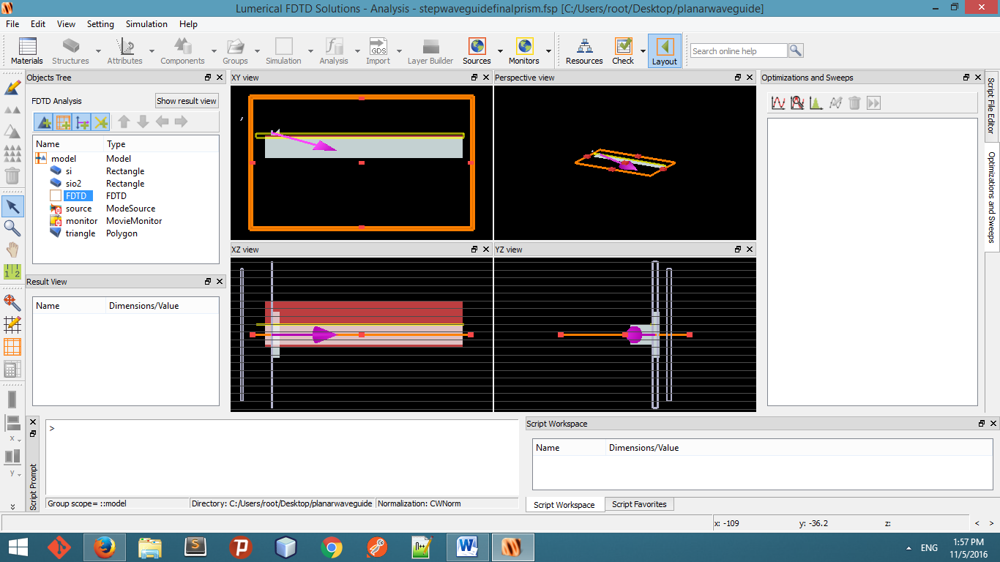 Lumerical FDTD Solutions - Analysis - stepwaveguidefinalprism.fsp [C:/Users/root/Desktop/planarwaveguide]
File Edit View Setting Simulation Help
Materials Structures Attributes Components Groups Simulation Analysis Import Layer Builder Sources Monitors Resources Check Layout Search online help
GDS
Objects Tree
FDTD Analysis
Show result view
Name Type
model Model
si Rectangle
sio2 Rectangle
FDTD FDTD
source ModeSource
monitor MovieMonitor
triangle Polygon
Result View
Name Dimensions/Value
XY view
Perspective view
XZ view
YZ view
Optimizations and Sweeps
Script File Editor
Optimizations and Sweeps
1 2
x
y
Script Prompt
>
Group scope= ::model
Directory: C:/Users/root/Desktop/planarwaveguide
Normalization: CWNorm
Script Workspace
Name Dimensions/Value
Script Workspace
Script Favorites
x: -109 y: -36.2 z:
ENG
1:57 PM
11/5/2016